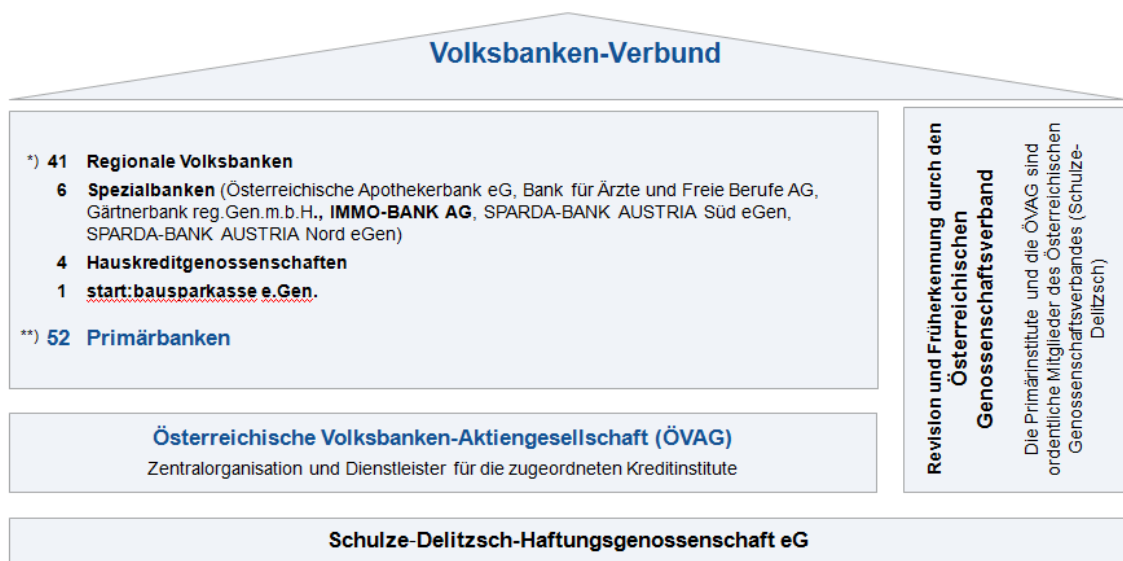 Volksbanken-Verbund
*) 41 Regionale Volksbanken
6 Spezialbanken (Österreichische Apothekerbank eG, Bank für Ärzte und Freie Berufe AG,
Gärtnerbank reg.Gen.m.b.H., IMMO-BANK AG, SPARDA-BANK AUSTRIA Süd eGen,
SPARDA-BANK AUSTRIA Nord eGen)
4 Hauskreditgenossenschaften
1 start:bausparkasse e.Gen.
**) 52 Primärbanken
Österreichische Volksbanken-Aktiengesellschaft (ÖVAG)
Zentralorganisation und Dienstleister für die zugeordneten Kreditinstitute
Revision und Früherkennung durch den
Österreichischen
Genossenschaftsverband
Die Primärinstitute und die ÖVAG sind
ordentliche Mitglieder des Österreichischen
Genossenschaftsverbandes (Schulze-
Delitzsch)
Schulze-Delitzsch-Haftungsgenossenschaft eG